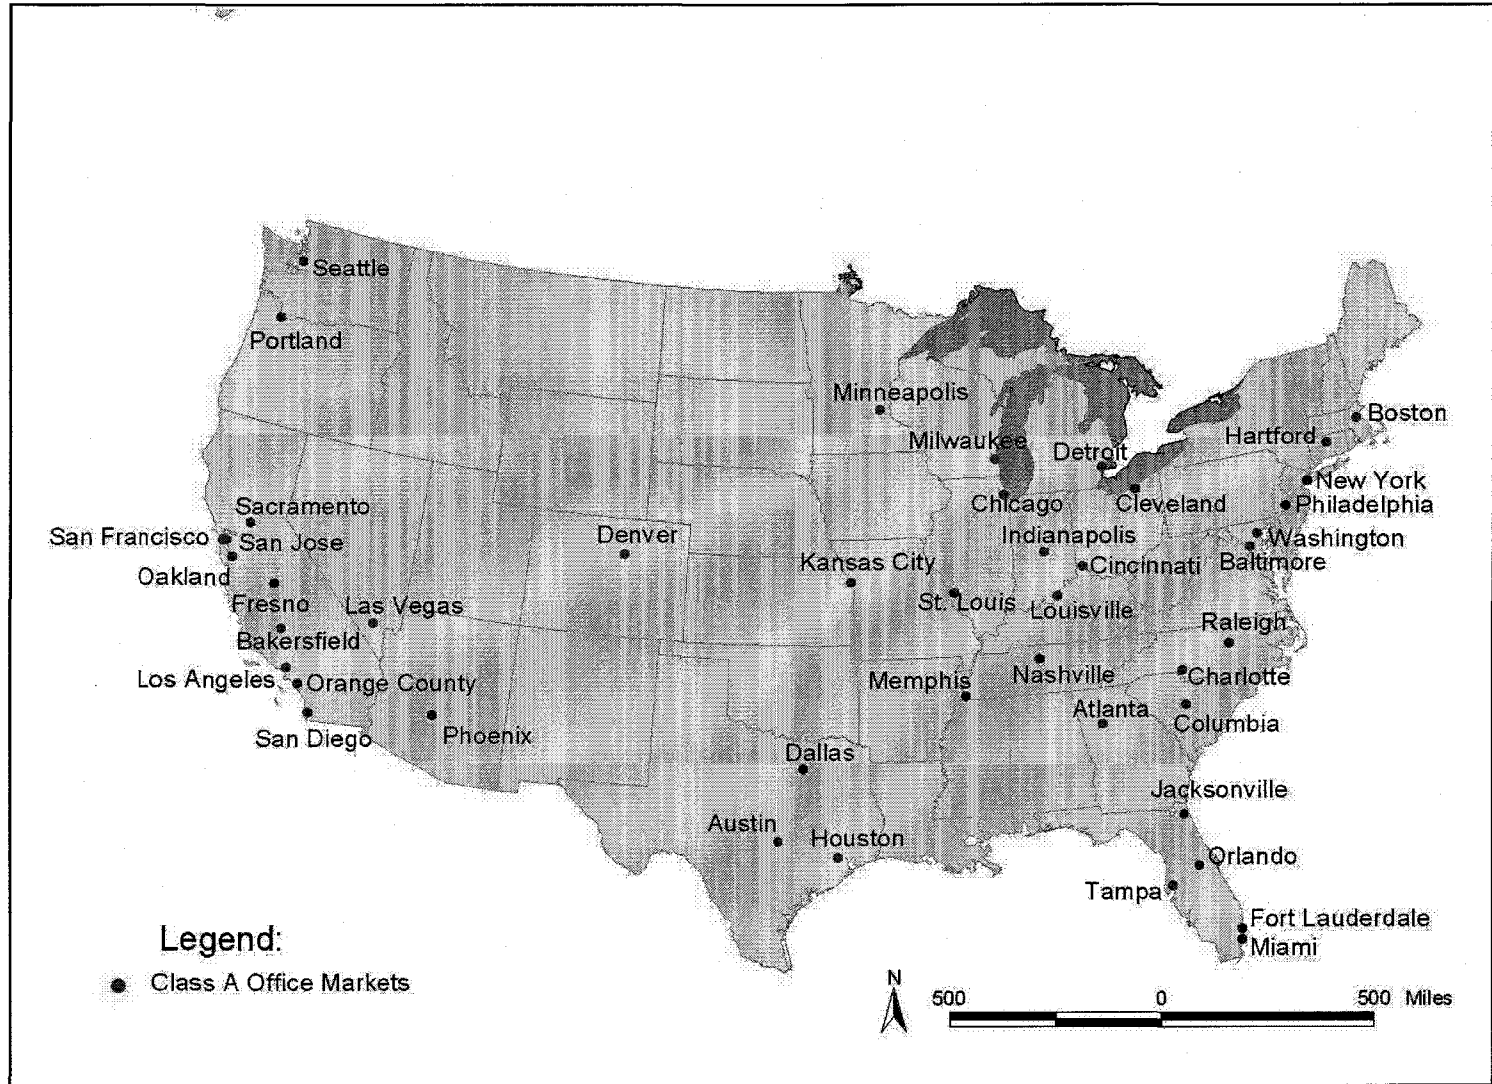 Seattle
Portland
Minneapolis
Boston
Milwaukee
Hartford
Detroit
New York
Chicago
Cleveland
Philadelphia
Sacramento
San Francisco
San Jose
Denver
Indianapolis
Washington
Kansas City
Cincinnati
Baltimore
Oakland
Fresno
Las Vegas
St. Louis
Louisville
Raleigh
Bakersfield
Los Angeles
Orange County
Memphis
Nashville
Charlotte
San Diego
Phoenix
Atlanta
Columbia
Dallas
Jacksonville
Austin
Houston
Orlando
Tampa
Fort Lauderdale
Miami
Legend:
Class A Office Markets
N
500 0 500 Miles